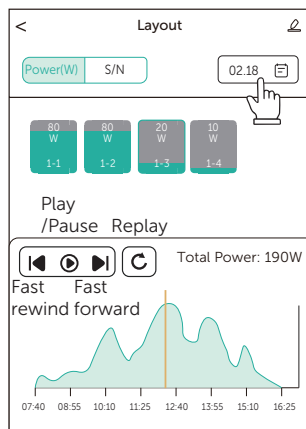 <
Layout
Power(W) S/N
02.18
80 W 1-1
80 W 1-2
20 W 1-3
10 W 1-4
Play
/Pause Replay
Total Power: 190W
Fast Fast
rewind forward
07:40 08:55 10:10 11:25 12:40 13:55 15:10 16:25